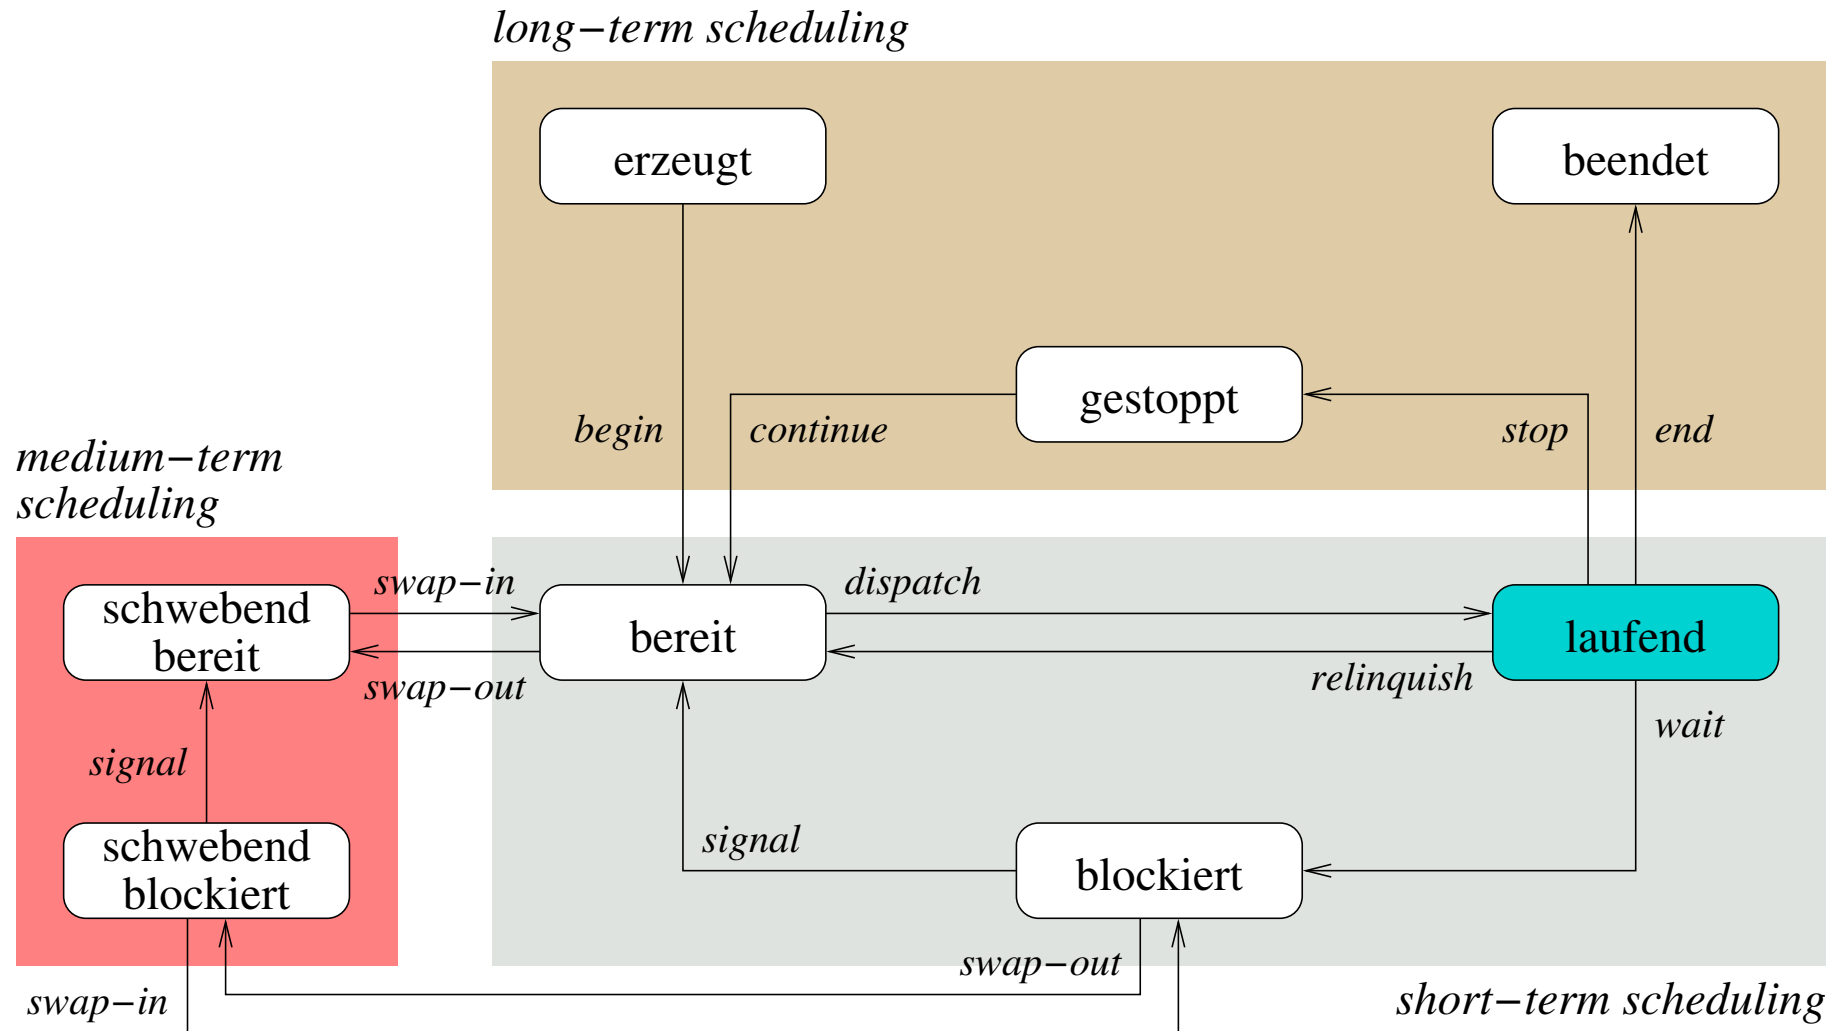 long−term scheduling
erzeugt
beendet
gestoppt
begin
continue
stop
end
medium−term
scheduling
swap−in
dispatch
schwebend
bereit
bereit
laufend
swap−out
relinquish
wait
signal
signal
schwebend
blockiert
blockiert
swap−out
swap−in
short−term scheduling